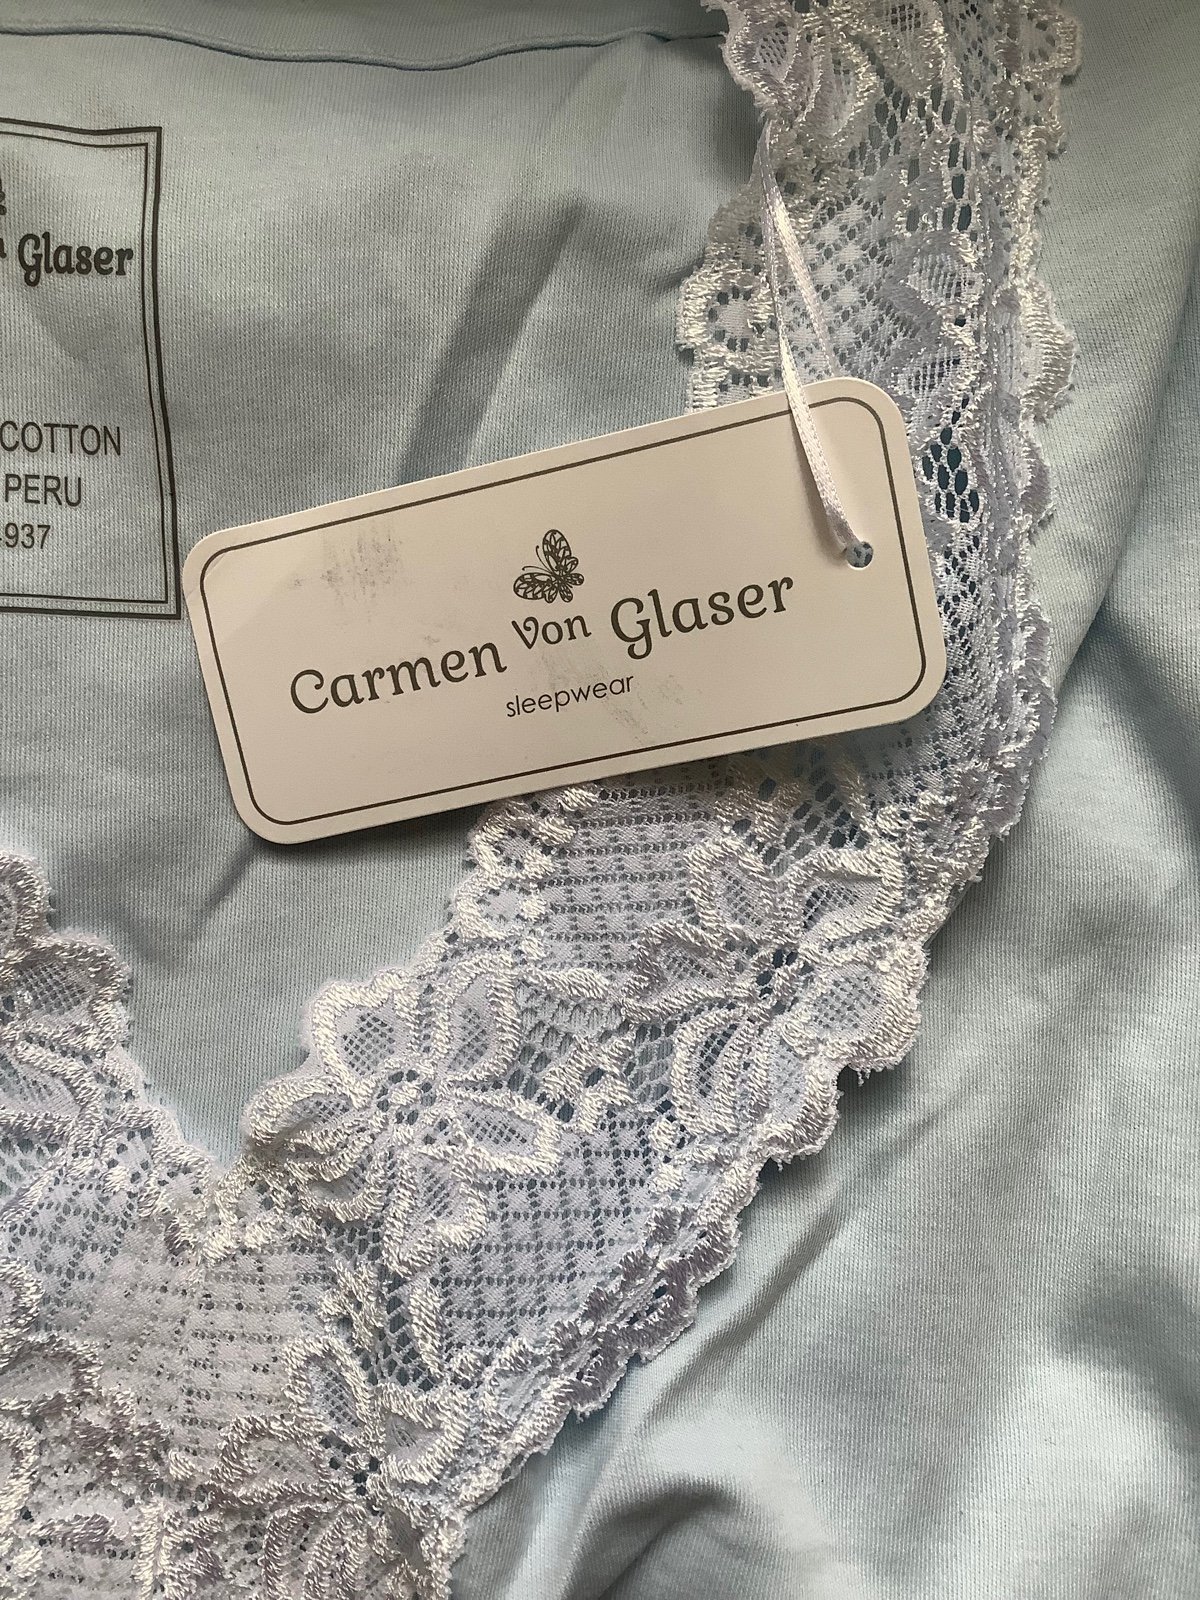 Glaser
COTTON
PERU
937
Carmen Von Glaser
sleepwear